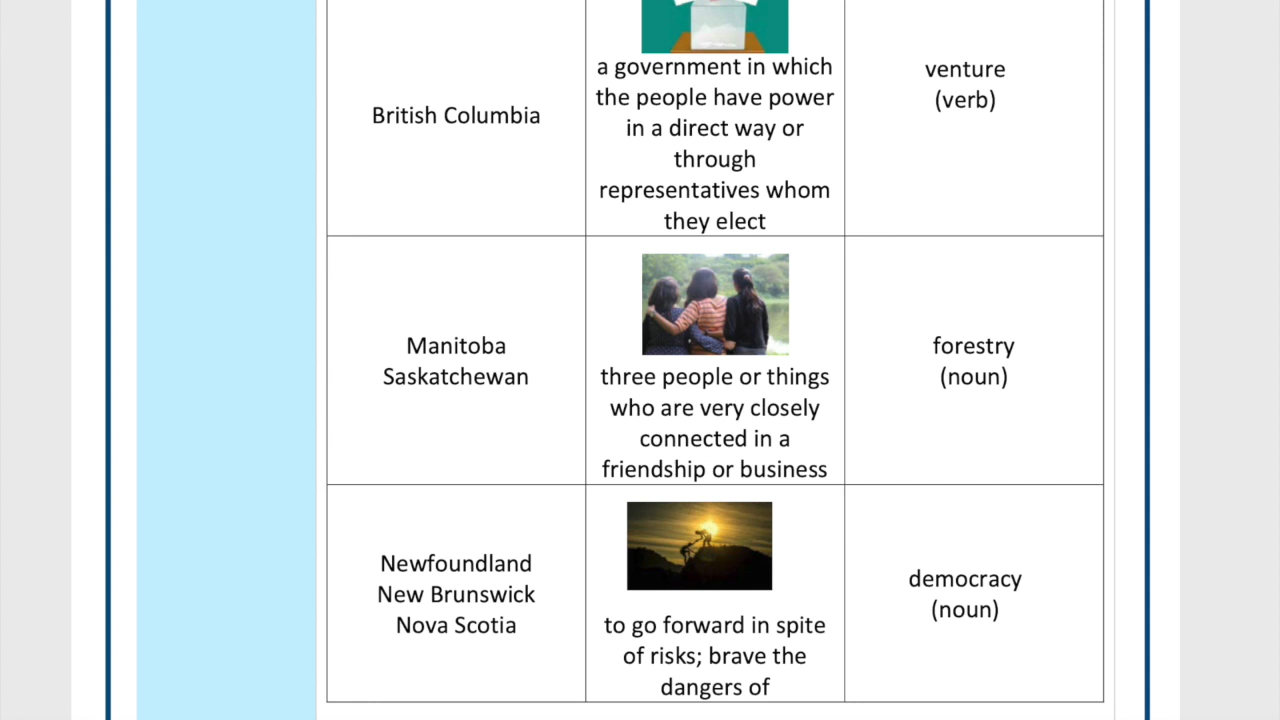 British Columbia
a government in which
the people have power
in a direct way or
through
representatives whom
they elect
venture
(verb)
Manitoba
Saskatchewan
three people or things
who are very closely
connected in a
friendship or business
forestry
(noun)
Newfoundland
New Brunswick
Nova Scotia
to go forward in spite
of risks; brave the
dangers of
democracy
(noun)